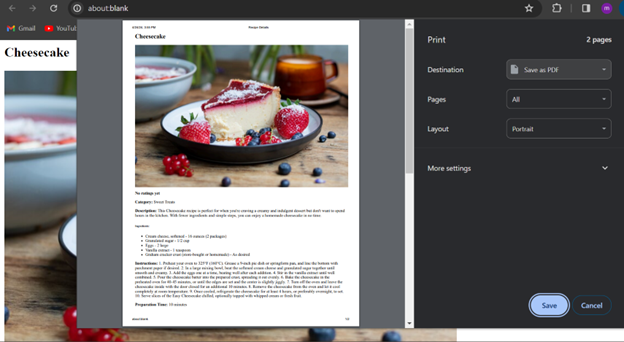 about:blank
m
Gmail
YouTub
Cheesecake
Recipe Details
Cheesecake
No ratings yet
Category: Sweet Treats
Description: This Cheesecake recipe is perfect for when you're craving a creamy and indulgent dessert but don't want to spend
hours in the kitchen. With fewer ingredients and simple steps, you can enjoy a homemade cheesecake in no time.
Ingredients:
Cream cheese, softened - 16 ounces (2 packages)
Granulated sugar - 1/2 cup
Eggs - 2 large
Vanilla extract - 1 teaspoon
Graham cracker crust (store-bought or homemade) - As desired
Instructions: 1. Preheat your oven to 325°F (160°C). Grease a 9-inch pie dish or springform pan, and line the bottom with
parchment paper if desired. 2. In a large mixing bowl, beat the softened cream cheese and granulated sugar together until
smooth and creamy. 3. Add the eggs one at a time, beating well after each addition. 4. Stir in the vanilla extract until well
combined. 5. Pour the cheesecake batter into the prepared crust, spreading it out evenly. 6. Bake the cheesecake in the
preheated oven for 40-45 minutes, or until the edges are set and the center is slightly jiggly. 7. Turn off the oven and leave the
cheesecake inside with the door closed for an additional 10 minutes. 8. Remove the cheesecake from the oven and let it cool
completely at room temperature. 9. Once cooled, refrigerate the cheesecake for at least 4 hours, or preferably overnight, to set.
10. Serve slices of the Easy Cheesecake chilled, optionally topped with whipped cream or fresh fruit.
Preparation Time: 10 minutes
about:blank
1/2
Print
2 pages
Destination
Save as PDF
Pages
All
Layout
Portrait
More settings
Save
Cancel